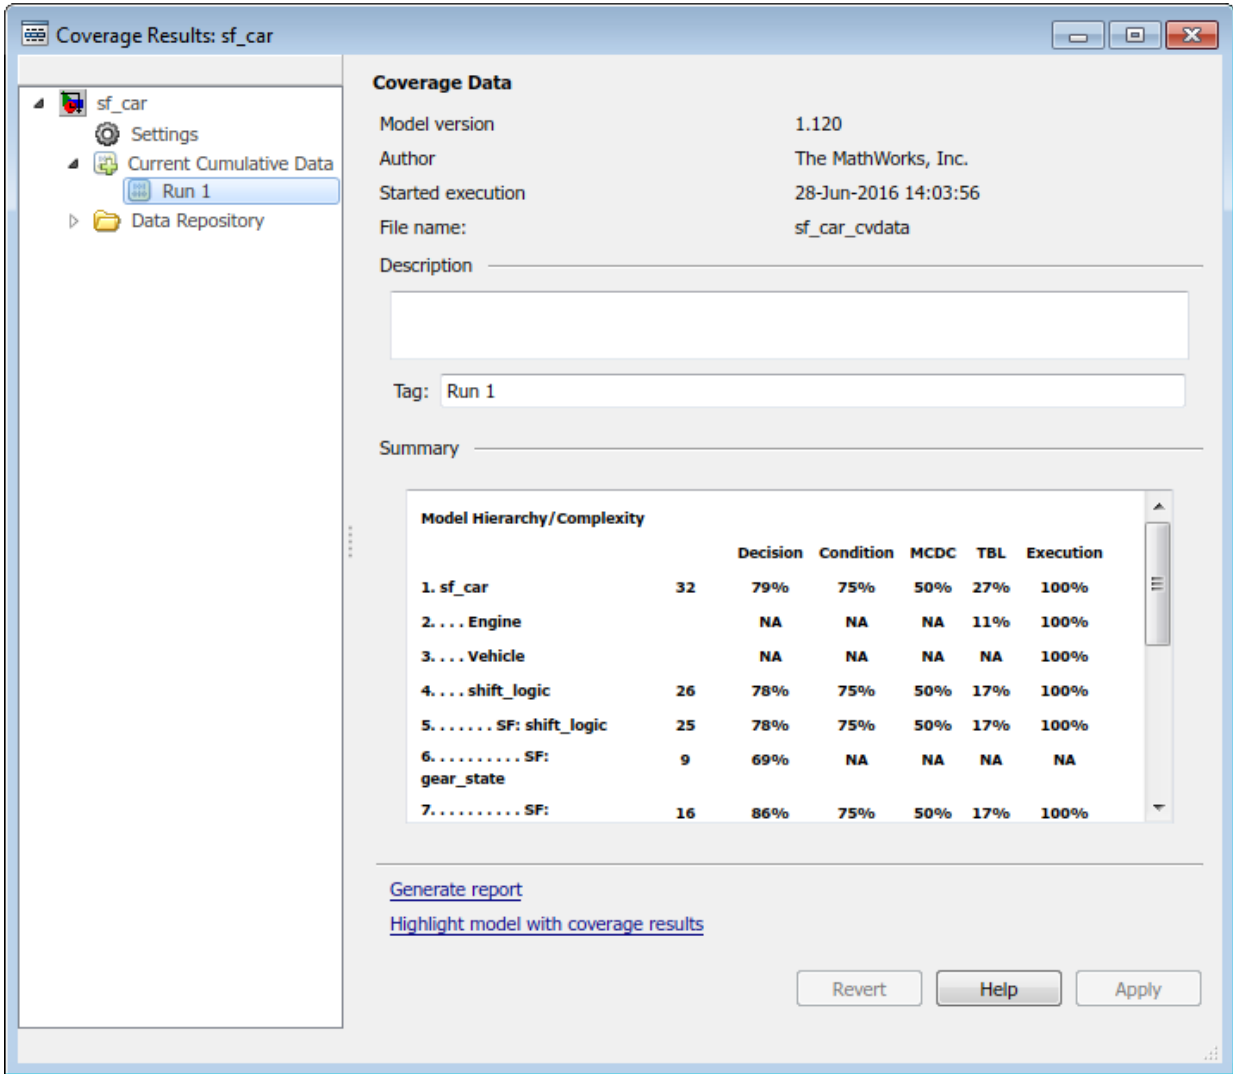 Coverage Results: sf_car
sf_car
Settings
Current Cumulative Data
Run 1
Data Repository
Coverage Data
Model version 1.120
Author The MathWorks, Inc.
Started execution 28-Jun-2016 14:03:56
File name: sf_car_cvdata
Description
Tag: Run 1
Summary
Model Hierarchy/Complexity
Decision Condition MCDC TBL Execution
1. sf_car 32 79% 75% 50% 27% 100%
2. . . . Engine NA NA NA 11% 100%
3. . . . Vehicle NA NA NA NA 100%
4. . . . shift_logic 26 78% 75% 50% 17% 100%
5. . . . . . . SF: shift_logic 25 78% 75% 50% 17% 100%
6. . . . . . . . . . SF: 9 69% NA NA NA NA
gear_state
7. . . . . . . . . . SF: 16 86% 75% 50% 17% 100%
Generate report
Highlight model with coverage results
Revert Help Apply